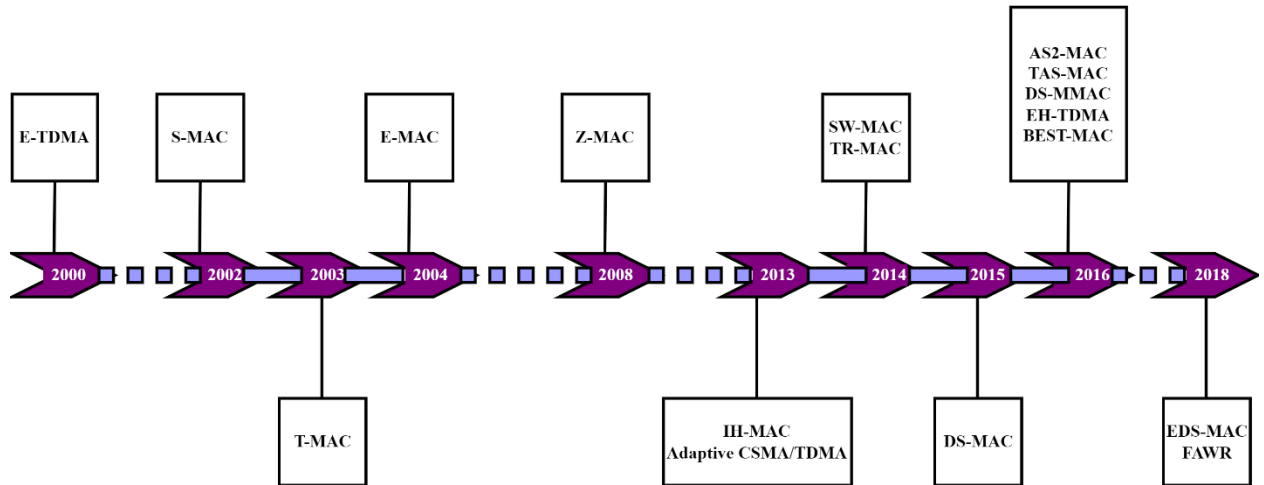 AS2-MAC
TAS-MAC
DS-MMAC
EH-TDMA
BEST-MAC
E-TDMA
S-MAC
E-MAC
Z-MAC
SW-MAC
TR-MAC
2000
2002
2003
2004
2008
2013
2014
2015
2016
2018
T-MAC
IH-MAC
Adaptive CSMA/TDMA
DS-MAC
EDS-MAC
FAWR